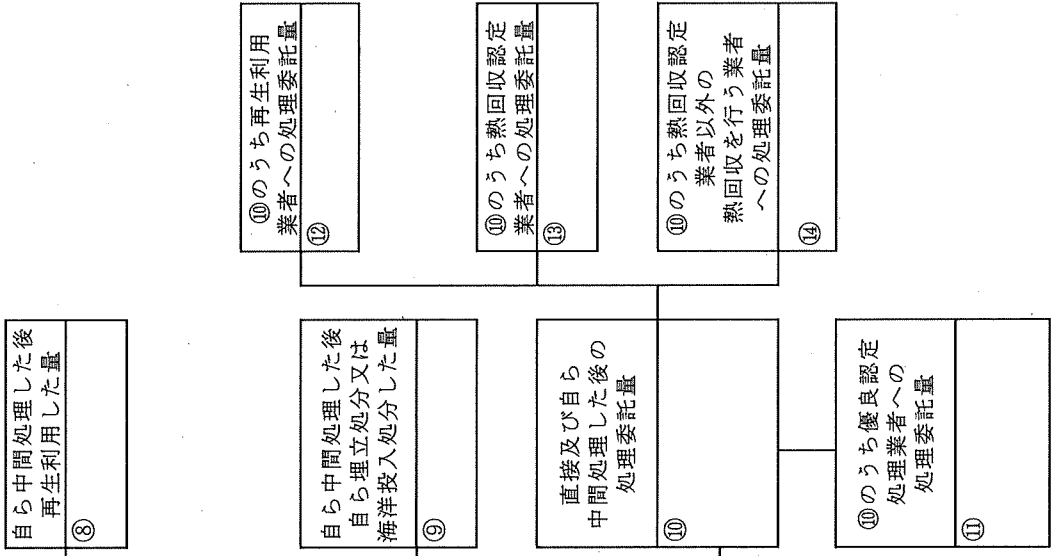 自ら中間処理した後
再生利用した量
⑧
自ら中間処理した後
自ら埋立処分又は
海洋投入処分した量
⑨
直接及び自ら
中間処理した後の
処理委託量
⑩
⑩のうち優良認定
処理業者への
処理委託量
⑪
⑩のうち再生利用
業者への処理委託量
⑫
⑩のうち熱回収認定
業者への処理委託量
⑬
⑩のうち熱回収認定
業者以外の
熱回収を行う業者
への処理委託量
⑭